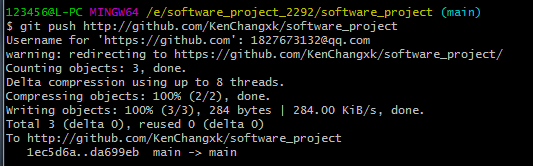 123456@L-PC MINGW64 /e/software_project_2292/software_project (main)
$ git push http://github.com/KenChangxk/software_project
Username for 'https://github.com': 1827673132@qq.com
warning: redirecting to https://github.com/KenChangxk/software_project/
Counting objects: 3, done.
Delta compression using up to 8 threads.
Compressing objects: 100% (2/2), done.
Writing objects: 100% (3/3), 284 bytes | 284.00 KiB/s, done.
Total 3 (delta 0), reused 0 (delta 0)
To http://github.com/KenChangxk/software_project
   1ec5d6a..da699eb  main -> main